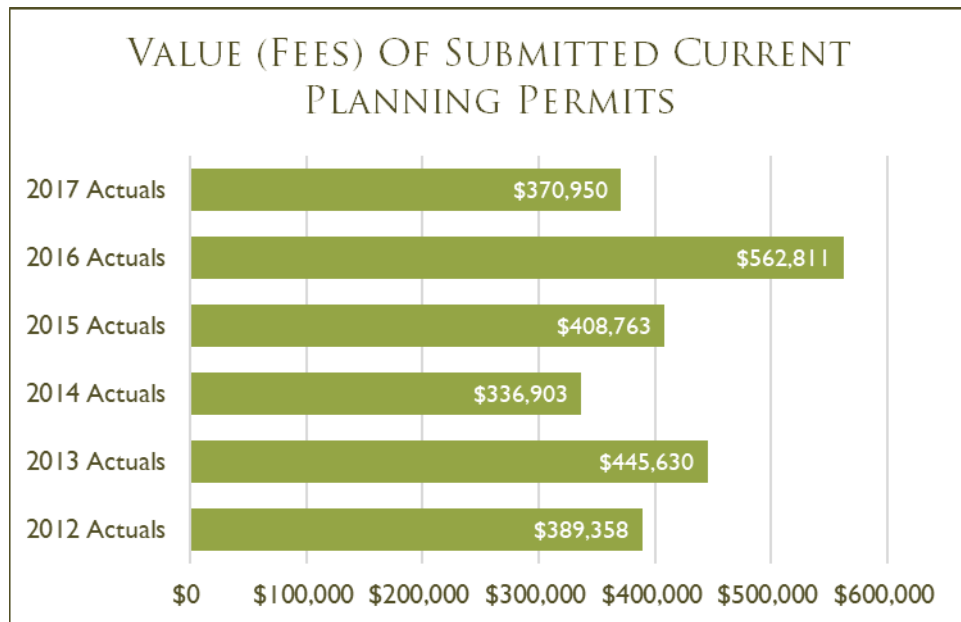 VALUE (FEES) OF SUBMITTED CURRENT
PLANNING PERMITS
2017 Actuals $370,950
2016 Actuals $562,811
2015 Actuals $408,763
2014 Actuals $336,903
2013 Actuals $445,630
2012 Actuals $389,358
$0 $100,000 $200,000 $300,000 $400,000 $500,000 $600,000